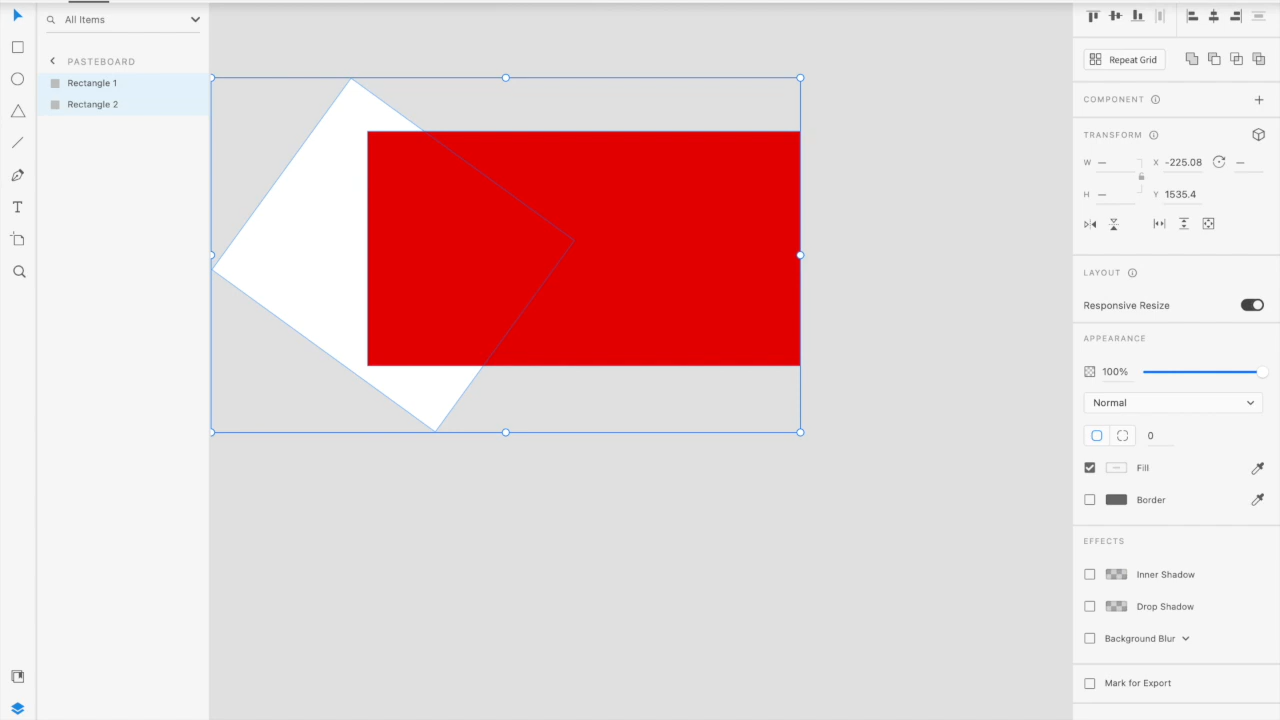 All Items
PASTEBOARD
Rectangle 1
Rectangle 2
T
Repeat Grid
COMPONENT
TRANSFORM
W — X -225.08 —
H — Y 1535.4
LAYOUT
Responsive Resize
APPEARANCE
100%
Normal
0
Fill
Border
EFFECTS
Inner Shadow
Drop Shadow
Background Blur
Mark for Export